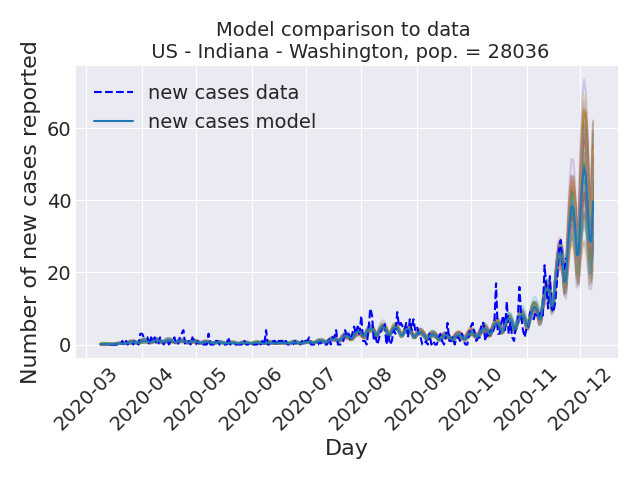 Model comparison to data
US - Indiana - Washington, pop. = 28036
Number of new cases reported
new cases data
new cases model
60
40
20
0
2020-03
2020-04
2020-05
2020-06
2020-07
2020-08
2020-09
2020-10
2020-11
2020-12
Day